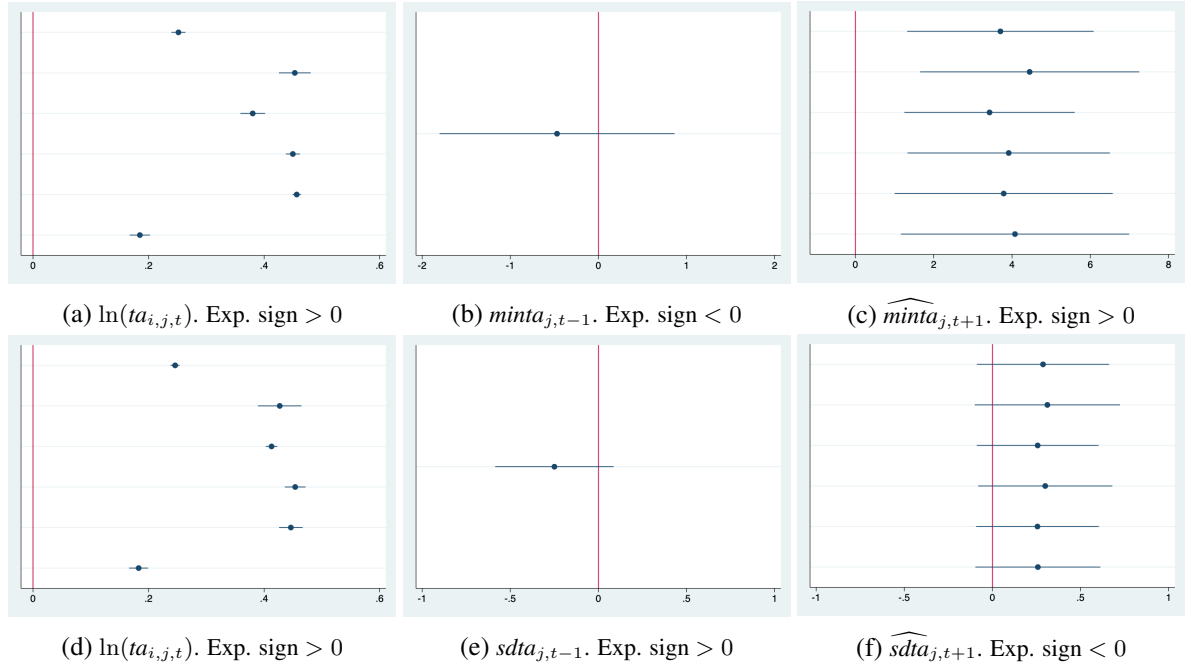 0 .2 .4 .6
-2 -1 0 1 2
0 2 4 6 8
(a) ln(ta_{i,j,t}). Exp. sign > 0
(b) minta_{j,t−1}. Exp. sign < 0
(c) \widehat{minta}_{j,t+1}. Exp. sign > 0
0 .2 .4 .6
-1 -.5 0 .5 1
-1 -.5 0 .5 1
(d) ln(ta_{i,j,t}). Exp. sign > 0
(e) sdta_{j,t−1}. Exp. sign > 0
(f) \widehat{sdta}_{j,t+1}. Exp. sign < 0